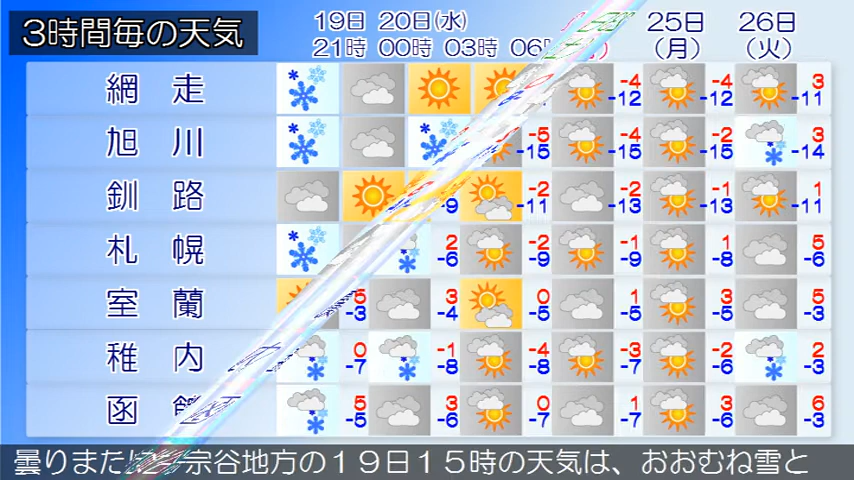 3時間毎の天気
19日 20日(水) 25日 26日
21時 00時 03時 06 (月) (火)
網走 -4 -12 -4 -12 3 -11
旭川 -5 -15 -4 -15 -2 -15 3 -14
釧路 -9 -2 -11 -2 -13 -1 -13 1 -11
札幌 2 -6 -2 -9 -1 -9 1 -8 5 -6
室蘭 5 -3 3 -4 0 -5 1 -5 3 -5 5 -3
稚内 0 -7 -1 -8 -4 -8 -3 -7 -2 -6 2 -3
函 5 -5 3 -6 0 -7 1 -7 3 -6 6 -3
曇りまた 宗谷地方の19日15時の天気は、おおむね雪と